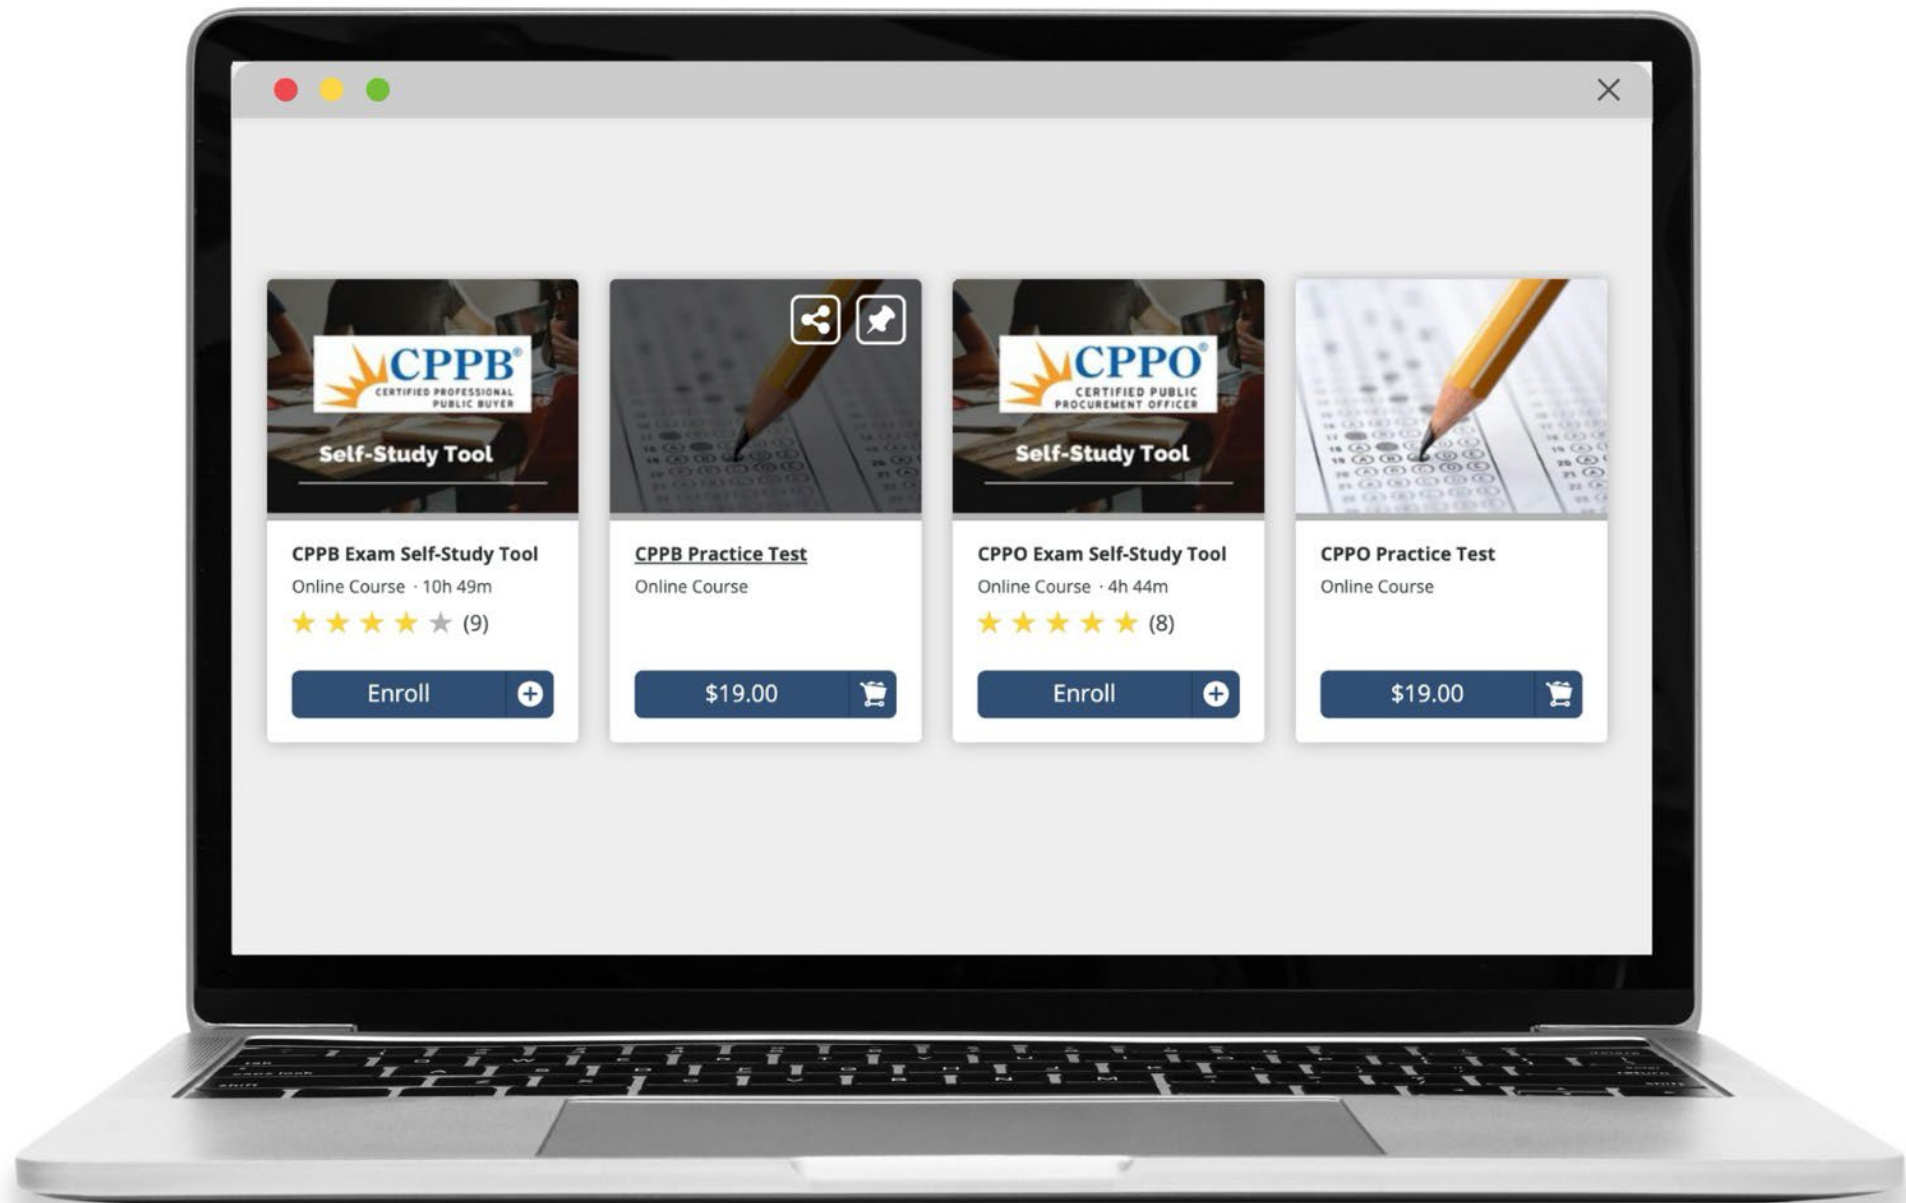 CPPB®
CERTIFIED PROFESSIONAL
PUBLIC BUYER
Self-Study Tool
CPPB Exam Self-Study Tool
Online Course · 10h 49m
(9)
Enroll
CPPB Practice Test
Online Course
$19.00
CPPO®
CERTIFIED PUBLIC
PROCUREMENT OFFICER
Self-Study Tool
CPPO Exam Self-Study Tool
Online Course · 4h 44m
(8)
Enroll
CPPO Practice Test
Online Course
$19.00